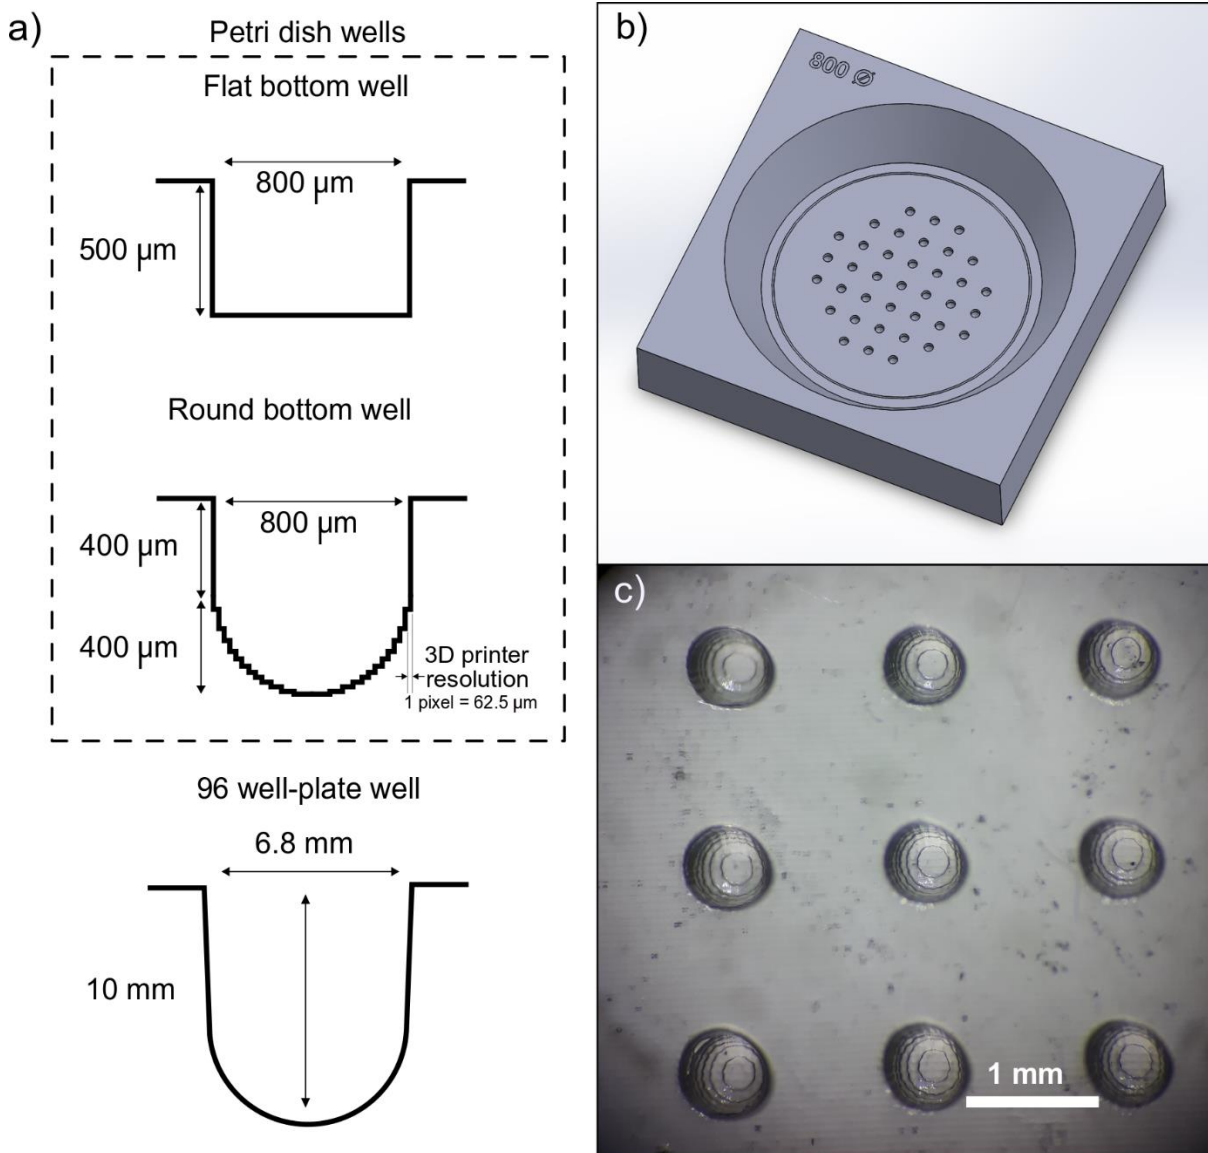 a)
Petri dish wells
Flat bottom well
800 µm
500 µm
Round bottom well
800 µm
400 µm
400 µm
3D printer
resolution
1 pixel = 62.5 µm
96 well-plate well
6.8 mm
10 mm
b)
800 Ø
c)
1 mm